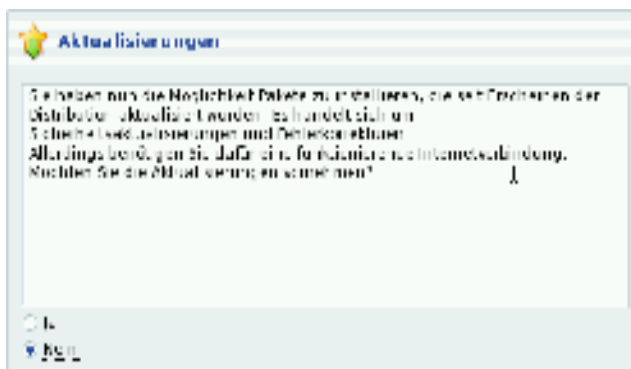 Aktualisierungen
Sie haben nun die Möglichkeit Pakete zu installieren, die seit Erscheinen der
Distribution aktualisiert wurden. Es handelt sich um
Sicherheitsaktualisierungen und Fehlerkorrekturen.
Allerdings benötigen Sie dafür eine funktionierende Internetverbindung.
Möchten Sie die Aktualisierungen vornehmen?
Ja
Nein